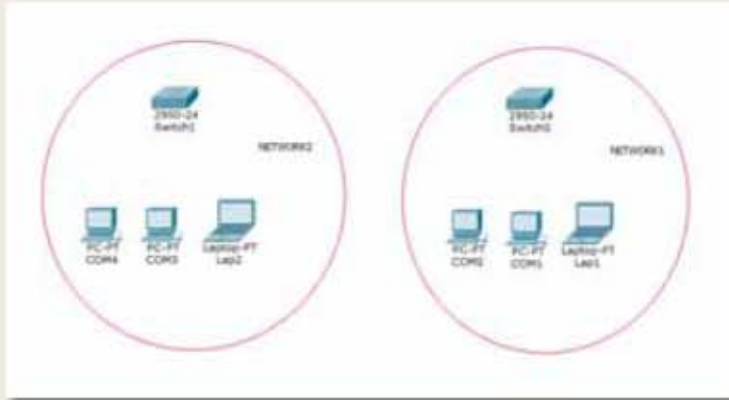 2950-24
Switch1
NETWORK2
PC-PT
COM4
PC-PT
COM3
Laptop-PT
Lap2
2950-24
Switch0
NETWORK1
PC-PT
COM2
PC-PT
COM1
Laptop-PT
Lap1